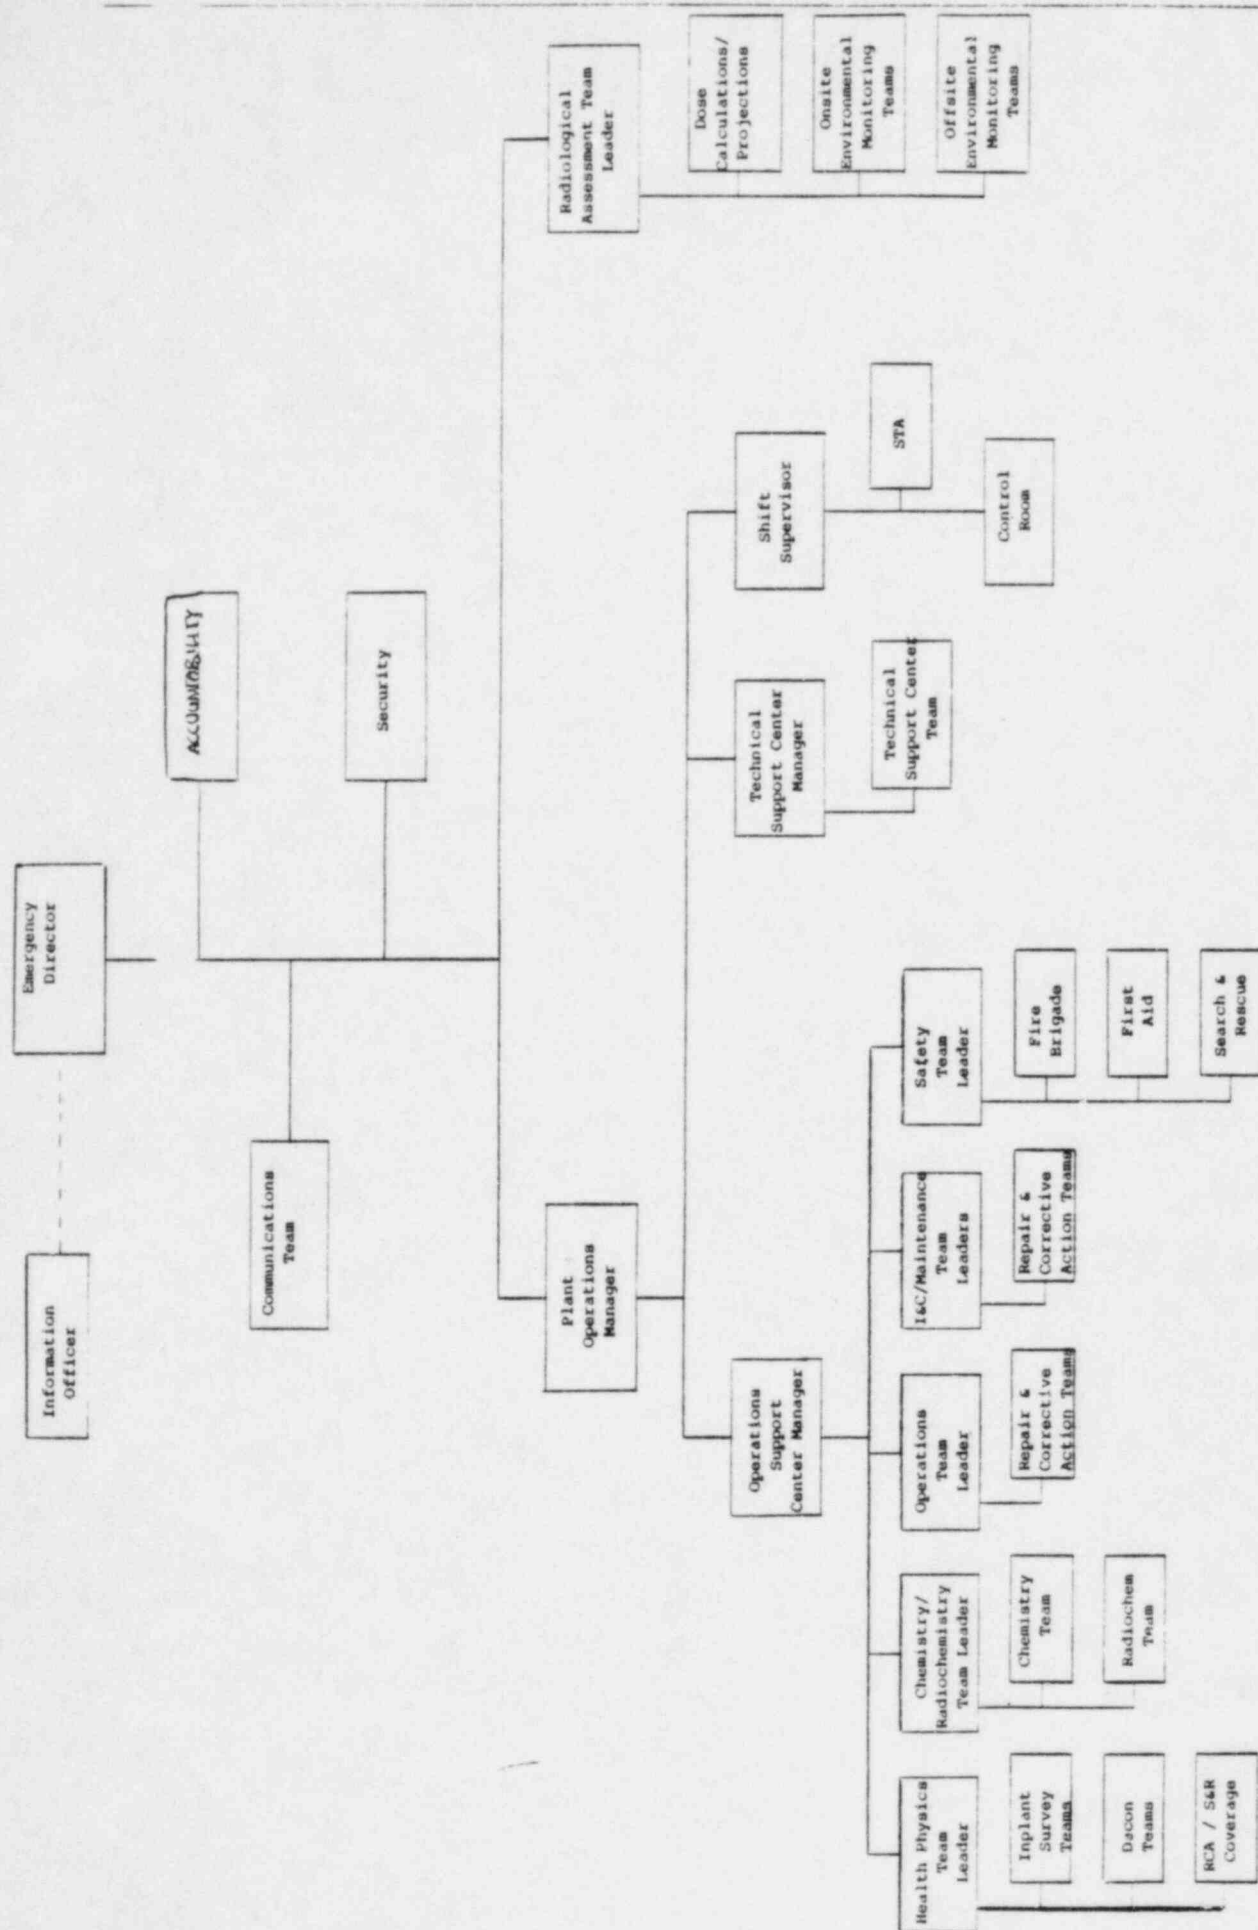 Emergency
Director
Information
Officer
ACCOUNTABILITY
Communications
Team
Security
Plant
Operations
Manager
Radiological
Assessment Team
Leader
Dose
Calculations/
Projections
Onsite
Environmental
Monitoring
Teams
Offsite
Environmental
Monitoring
Teams
Operations
Support
Center Manager
Technical
Support Center
Manager
Technical
Support Center
Team
Shift
Supervisor
STA
Control
Room
Health Physics
Team
Leader
Inplant
Survey
Teams
Dacon
Teams
RCA / S&R
Coverage
Chemistry/
Radiochemistry
Team Leader
Chemistry
Team
Radiochem
Team
Operations
Team
Leader
Repair &
Corrective
Action Teams
I&C/Maintenance
Team
Leaders
Repair &
Corrective
Action Teams
Safety
Team
Leader
Fire
Brigade
First
Aid
Search &
Rescue